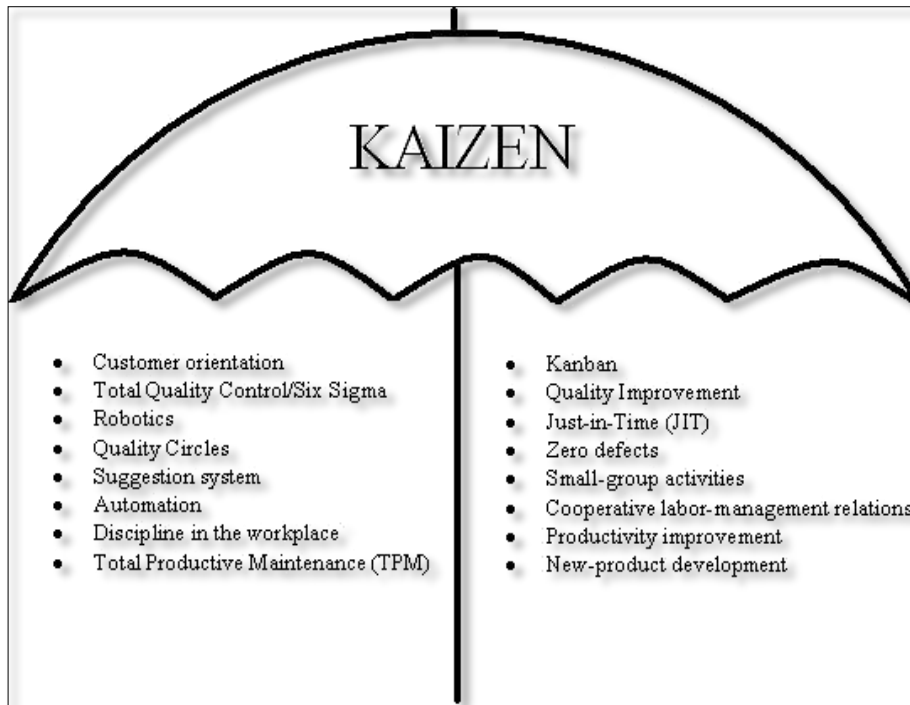 KAIZEN
• Customer orientation
• Total Quality Control/Six Sigma
• Robotics
• Quality Circles
• Suggestion system
• Automation
• Discipline in the workplace
• Total Productive Maintenance (TPM)
• Kanban
• Quality Improvement
• Just-in-Time (JIT)
• Zero defects
• Small-group activities
• Cooperative labor-management relations
• Productivity improvement
• New-product development